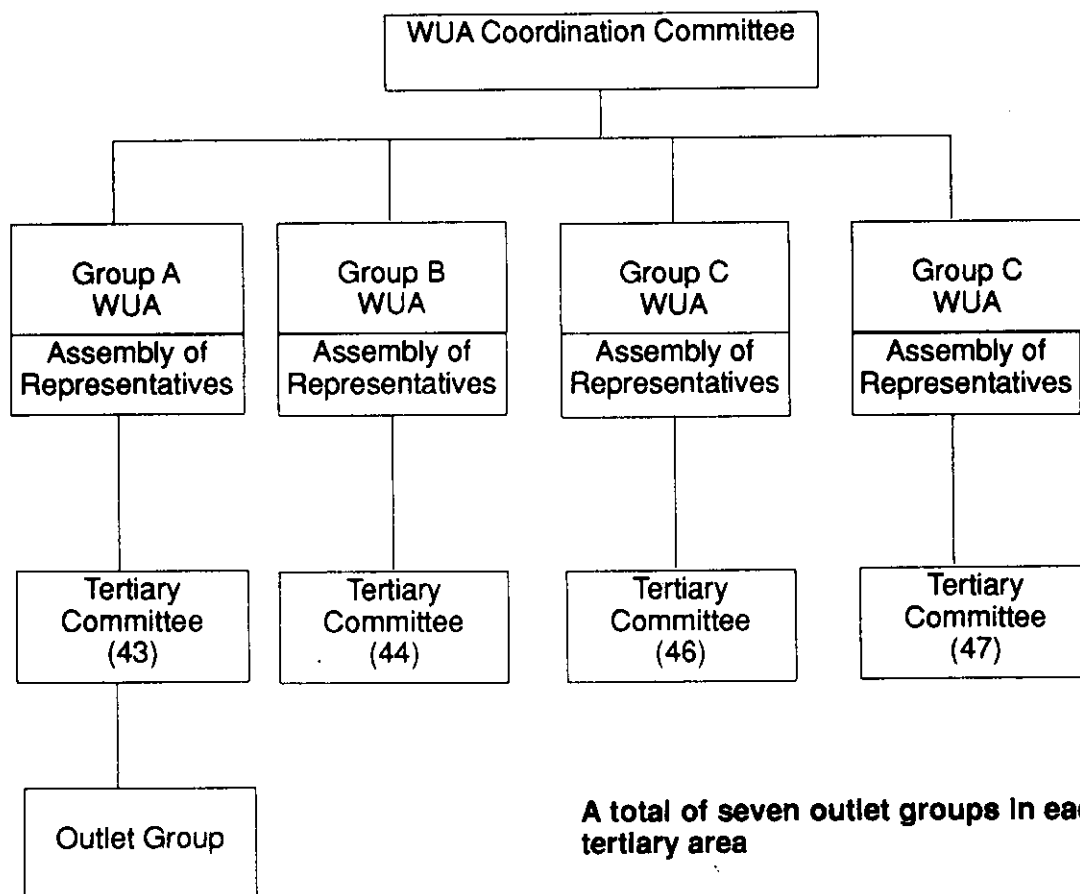 WUA Coordination Committee
Group A
WUA
Assembly of
Representatives
Group B
WUA
Assembly of
Representatives
Group C
WUA
Assembly of
Representatives
Group C
WUA
Assembly of
Representatives
Tertiary
Committee
(43)
Tertiary
Committee
(44)
Tertiary
Committee
(46)
Tertiary
Committee
(47)
Outlet Group
A total of seven outlet groups in
tertiary area